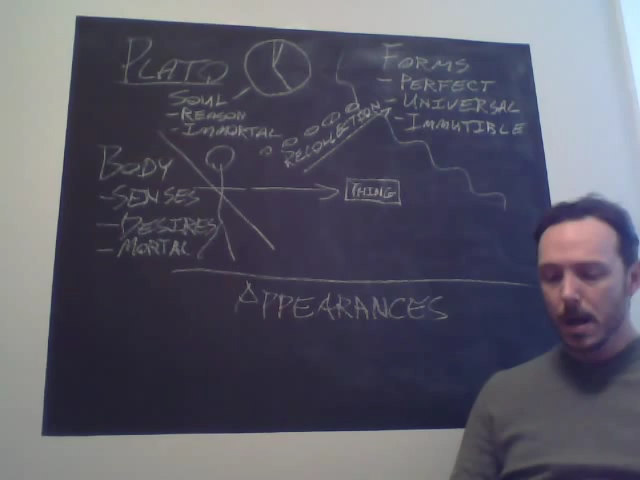 PLATO
SOUL
- REASON
- IMMORTAL
FORMS
- PERFECT
- UNIVERSAL
- IMMUTIBLE
RECOLLECTION
BODY
- SENSES
- DESIRES
- MORTAL
THING
APPEARANCES